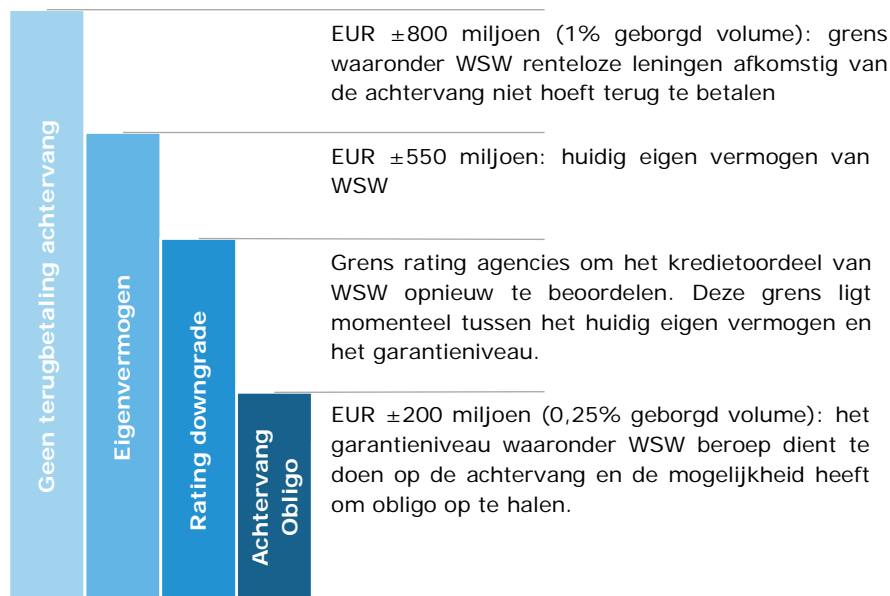 EUR ±800 miljoen (1% geborgd volume): grens
waaronder WSW renteloze leningen afkomstig van
de achtervang niet hoeft terug te betalen
EUR ±550 miljoen: huidig eigen vermogen van
WSW
Grens rating agencies om het kredietoordeel van
WSW opnieuw te beoordelen. Deze grens ligt
momenteel tussen het huidig eigen vermogen en
het garantieniveau.
EUR ±200 miljoen (0,25% geborgd volume): het
garantieniveau waaronder WSW beroep dient te
doen op de achtervang en de mogelijkheid heeft
om obligo op te halen.
Geen terugbetaling achtervang
Eigenvermogen
Rating downgrade
Achtervang
Obligo